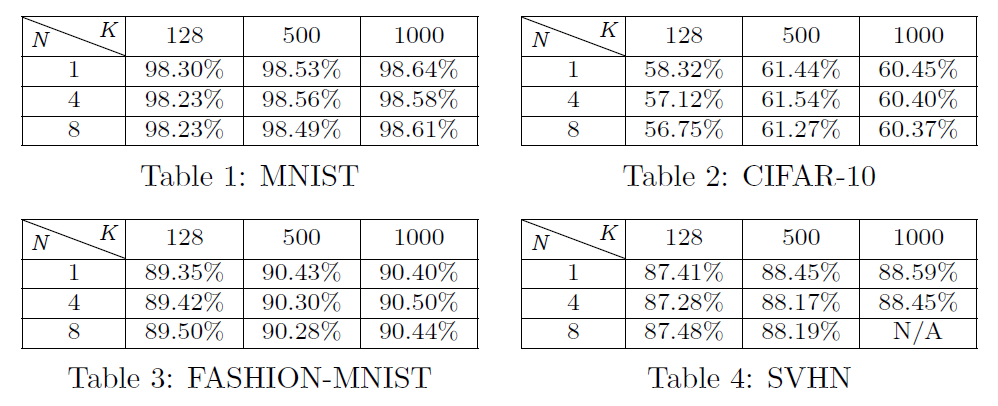 N K 128 500 1000
1 98.30% 98.53% 98.64%
4 98.23% 98.56% 98.58%
8 98.23% 98.49% 98.61%
Table 1: MNIST
N K 128 500 1000
1 58.32% 61.44% 60.45%
4 57.12% 61.54% 60.40%
8 56.75% 61.27% 60.37%
Table 2: CIFAR-10
N K 128 500 1000
1 89.35% 90.43% 90.40%
4 89.42% 90.30% 90.50%
8 89.50% 90.28% 90.44%
Table 3: FASHION-MNIST
N K 128 500 1000
1 87.41% 88.45% 88.59%
4 87.28% 88.17% 88.45%
8 87.48% 88.19% N/A
Table 4: SVHN